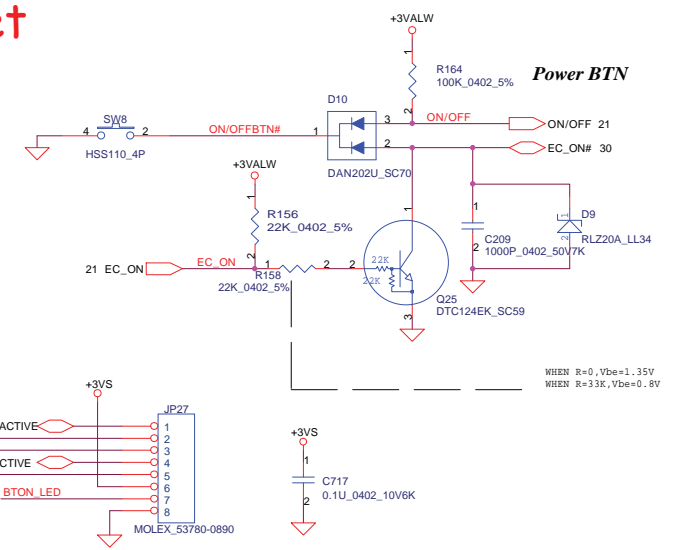 +3VALW
1
R164
100K_0402_5%
2
Power BTN
D10
SW8
4
2
HSS110_4P
ON/OFFBTN#
1
3
ON/OFF
ON/OFF 21
2
EC_ON# 30
DAN202U_SC70
+3VALW
1
R156
22K_0402_5%
2
1
1
C209
2
1000P_0402_50V7K
1
D9
2
RLZ20A_LL34
21 EC_ON
EC_ON
1
R158
2
22K_0402_5%
2
22K
22K
Q25
DTC124EK_SC59
3
WHEN R=0,Vbe=1.35V
WHEN R=33K,Vbe=0.8V
+3VS
JP27
ACTIVE
1
2
3
CTIVE
4
5
6
BTON_LED
7
8
MOLEX_53780-0890
+3VS
1
C717
0.1U_0402_10V6K
2